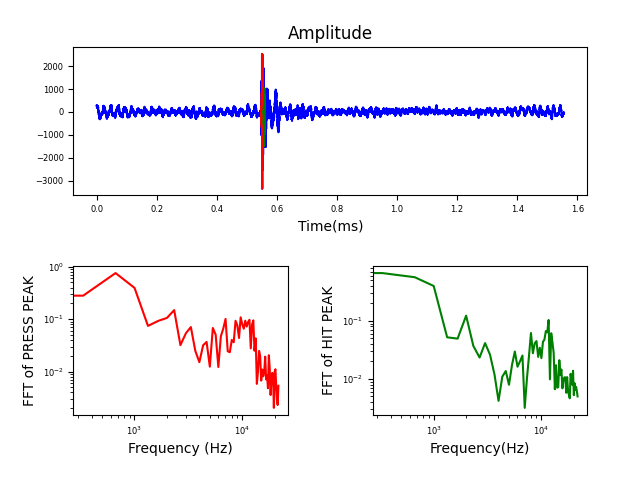 Amplitude
2000
1000
0
−1000
−2000
−3000
0.0 0.2 0.4 0.6 0.8 1.0 1.2 1.4 1.6
Time(ms)
FFT of PRESS PEAK
10⁰
10⁻¹
10⁻²
10³ 10⁴
Frequency (Hz)
FFT of HIT PEAK
10⁻¹
10⁻²
10³ 10⁴
Frequency(Hz)